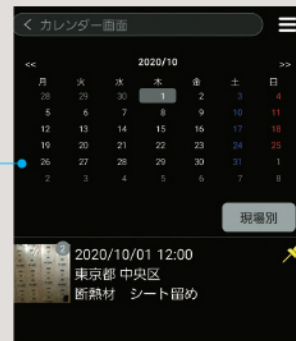 < カレンダー画面
<< 2020/10 >>
月 火 水 木 金 土 日
28 29 30 1 2 3 4
5 6 7 8 9 10 11
12 13 14 15 16 17 18
19 20 21 22 23 24 25
26 27 28 29 30 31 1
2 3 4 5 6 7 8
現場別
2
2020/10/01 12:00
東京都 中央区
断熱材 シート留め